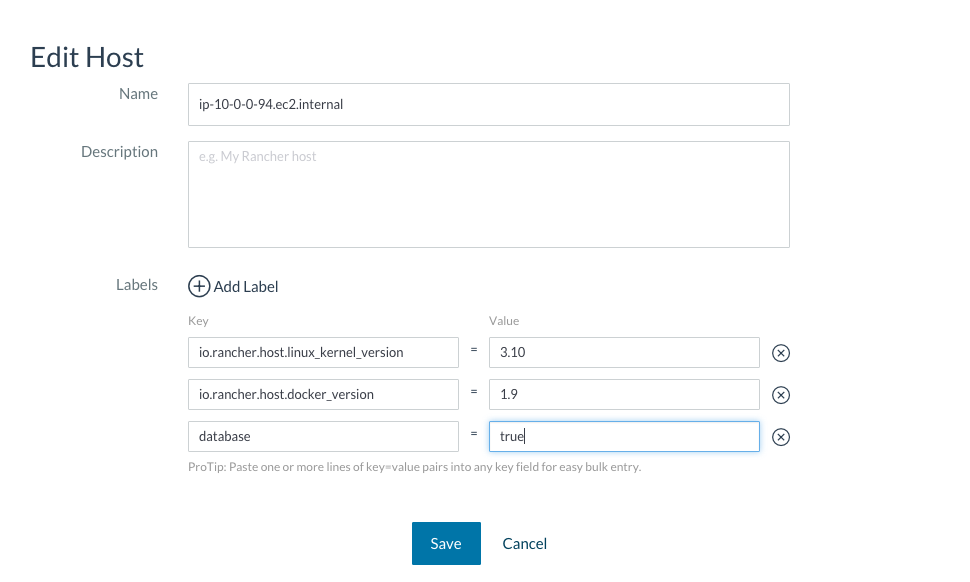 Edit Host
Name
ip-10-0-0-94.ec2.internal
Description
e.g. My Rancher host
Labels
Add Label
Key Value
io.rancher.host.linux_kernel_version = 3.10
io.rancher.host.docker_version = 1.9
database = true
ProTip: Paste one or more lines of key=value pairs into any key field for easy bulk entry.
Save Cancel